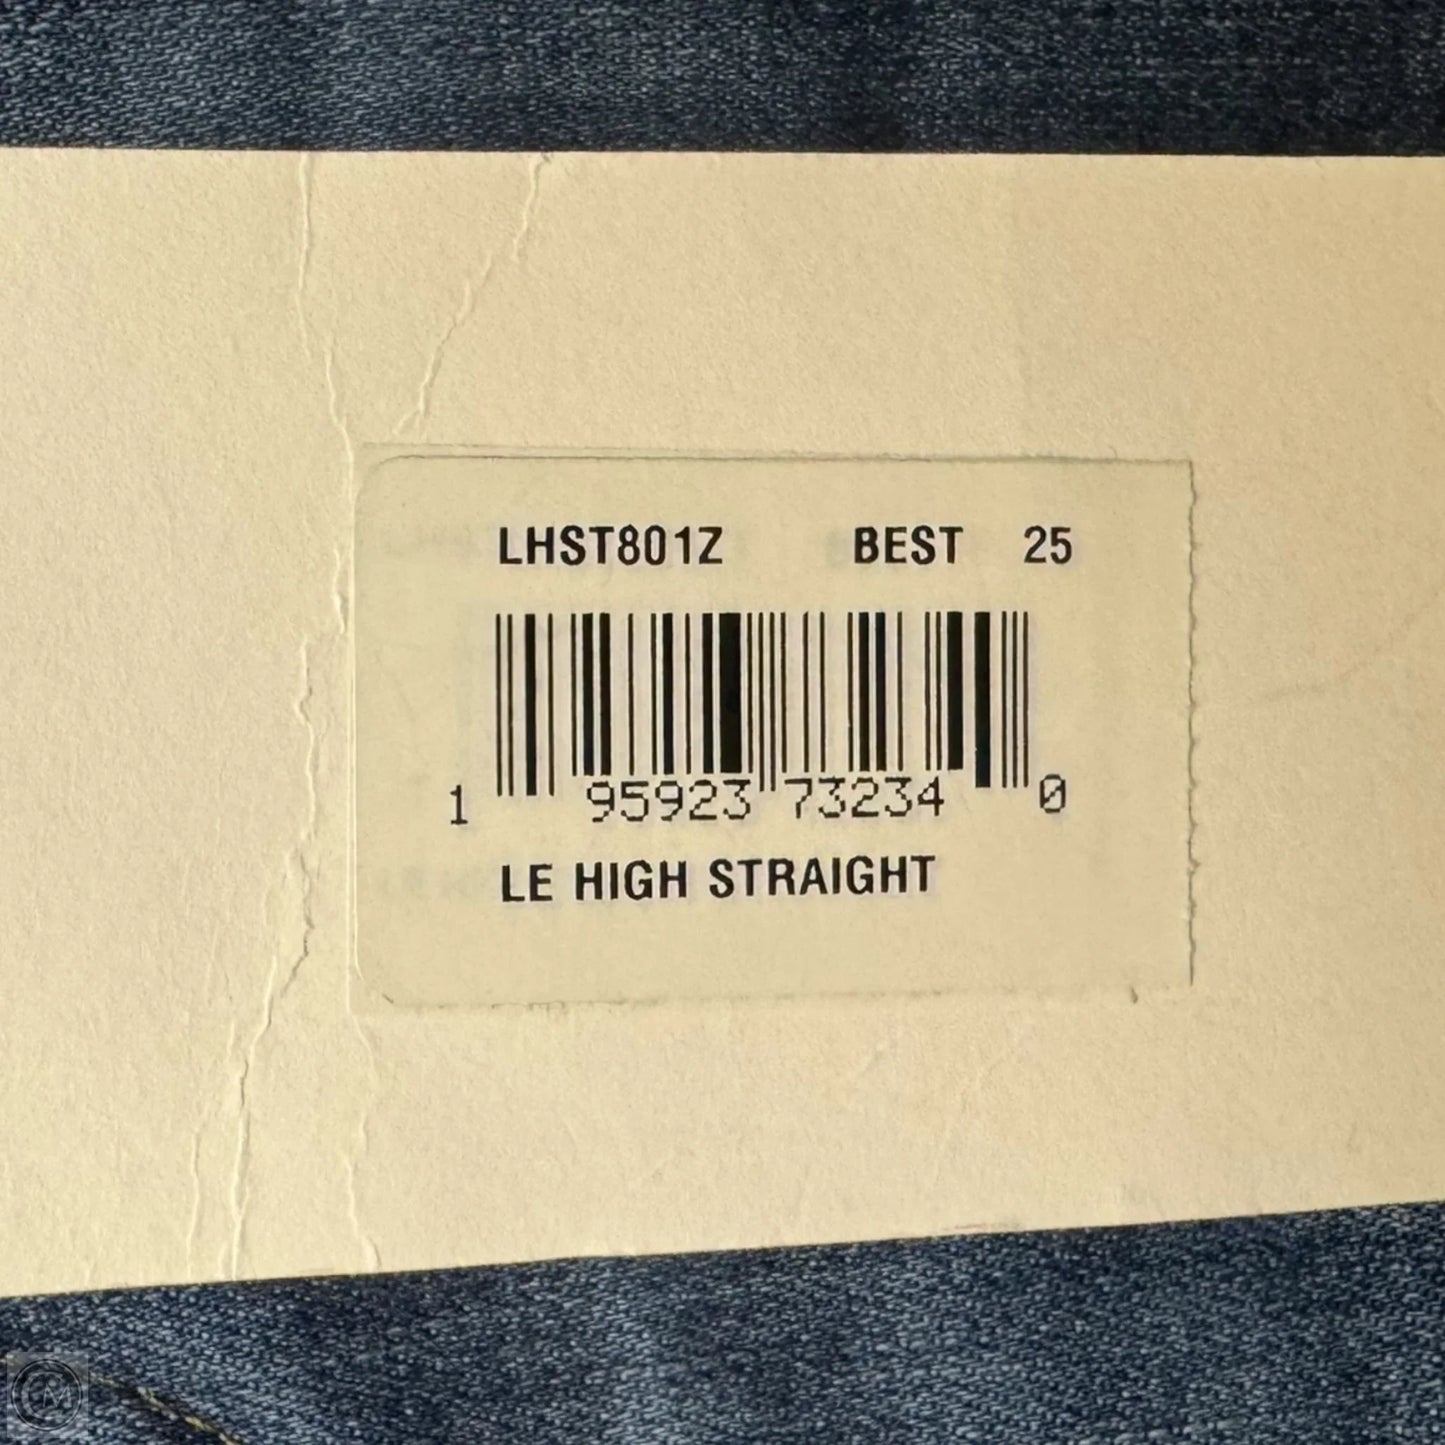 LHST801Z BEST 25
1 95923 73234 0
LE HIGH STRAIGHT